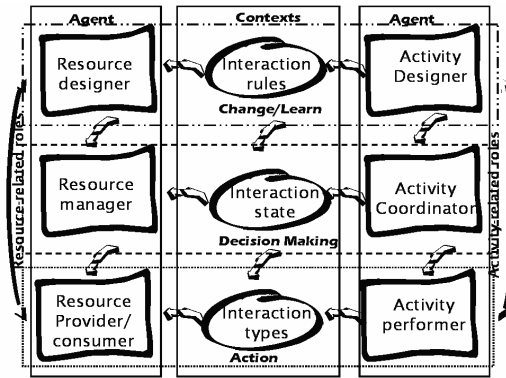 Agent
Contexts
Agent
Resource
designer
Interaction
rules
Activity
Designer
Change/Learn
Resource-related roles
Activity-related roles
Resource
manager
Interaction
state
Activity
Coordinator
Decision Making
Resource
Provider/
consumer
Interaction
types
Activity
performer
Action